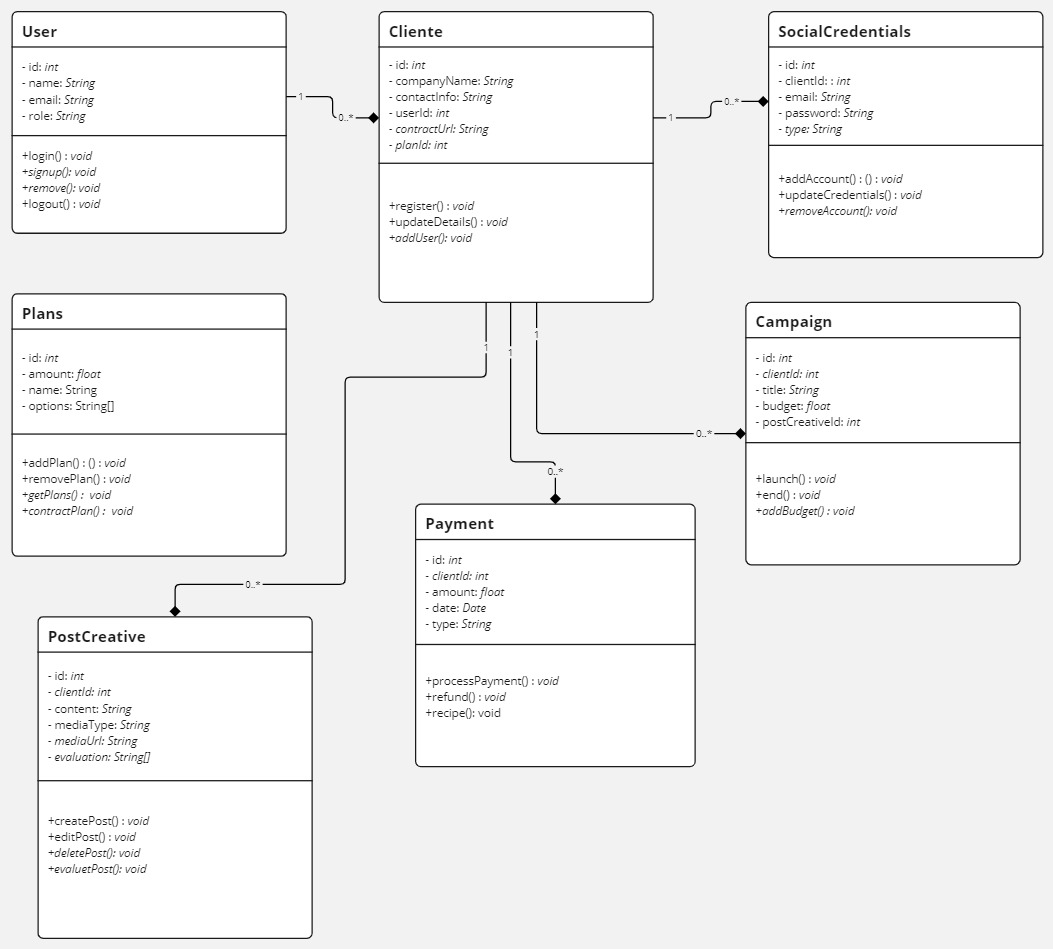 User
- id: int
- name: String
- email: String
- role: String
+login() : void
+signup(): void
+remove(): void
+logout() : void
1
0..*
Cliente
- id: int
- companyName: String
- contactInfo: String
- userId: int
- contractUrl: String
- planId: int
+register() : void
+updateDetails() : void
+addUser(): void
1
0..*
SocialCredentials
- id: int
- clientId: : int
- email: String
- password: String
- type: String
+addAccount() : () : void
+updateCredentials() : void
+removeAccount(): void
Plans
- id: int
- amount: float
- name: String
- options: String[]
+addPlan() : () : void
+removePlan() : void
+getPlans() :  void
+contractPlan() :  void
1
1
1
0..*
0..*
0..*
Campaign
- id: int
- clientId: int
- title: String
- budget: float
- postCreativeId: int
+launch() : void
+end() : void
+addBudget() : void
Payment
- id: int
- clientId: int
- amount: float
- date: Date
- type: String
+processPayment() : void
+refund() : void
+recipe(): void
PostCreative
- id: int
- clientId: int
- content: String
- mediaType: String
- mediaUrl: String
- evaluation: String[]
+createPost() : void
+editPost() : void
+deletePost(): void
+evaluetPost(): void